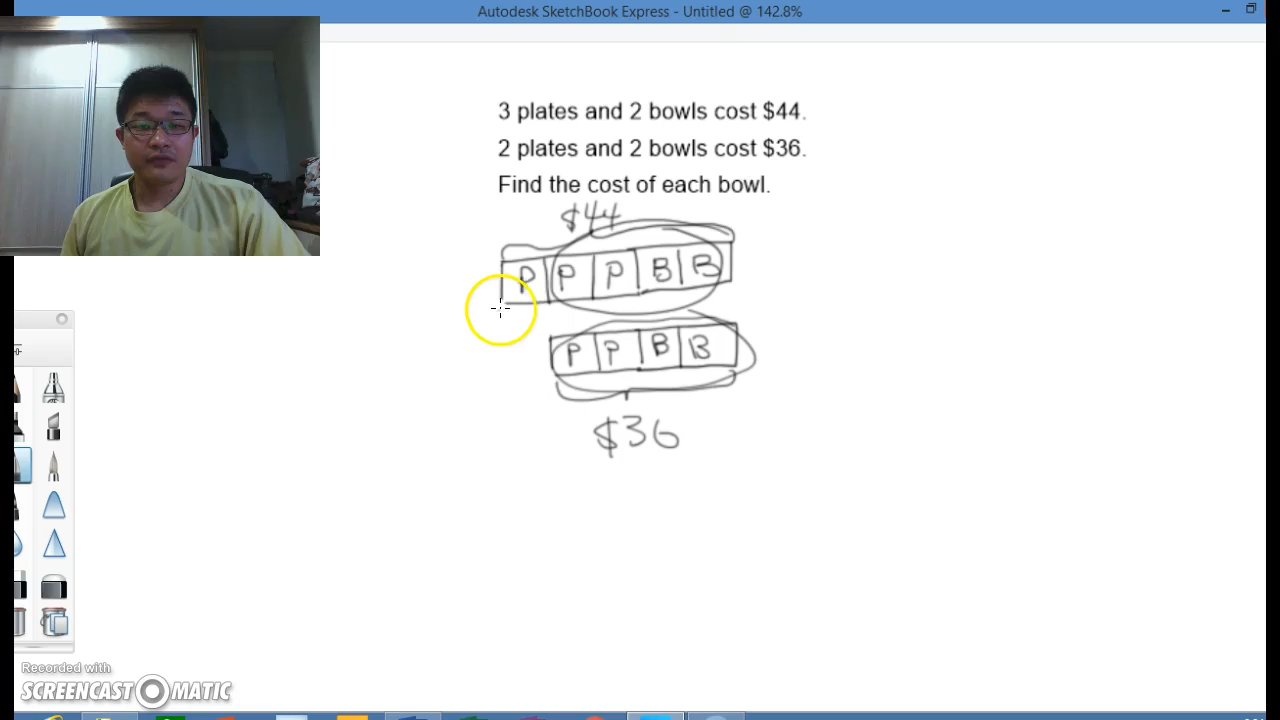 Autodesk SketchBook Express - Untitled @ 142.8%
3 plates and 2 bowls cost $44.
2 plates and 2 bowls cost $36.
Find the cost of each bowl.
$44
P P P B B
P P B B
$36
Recorded with
SCREENCAST MATIC